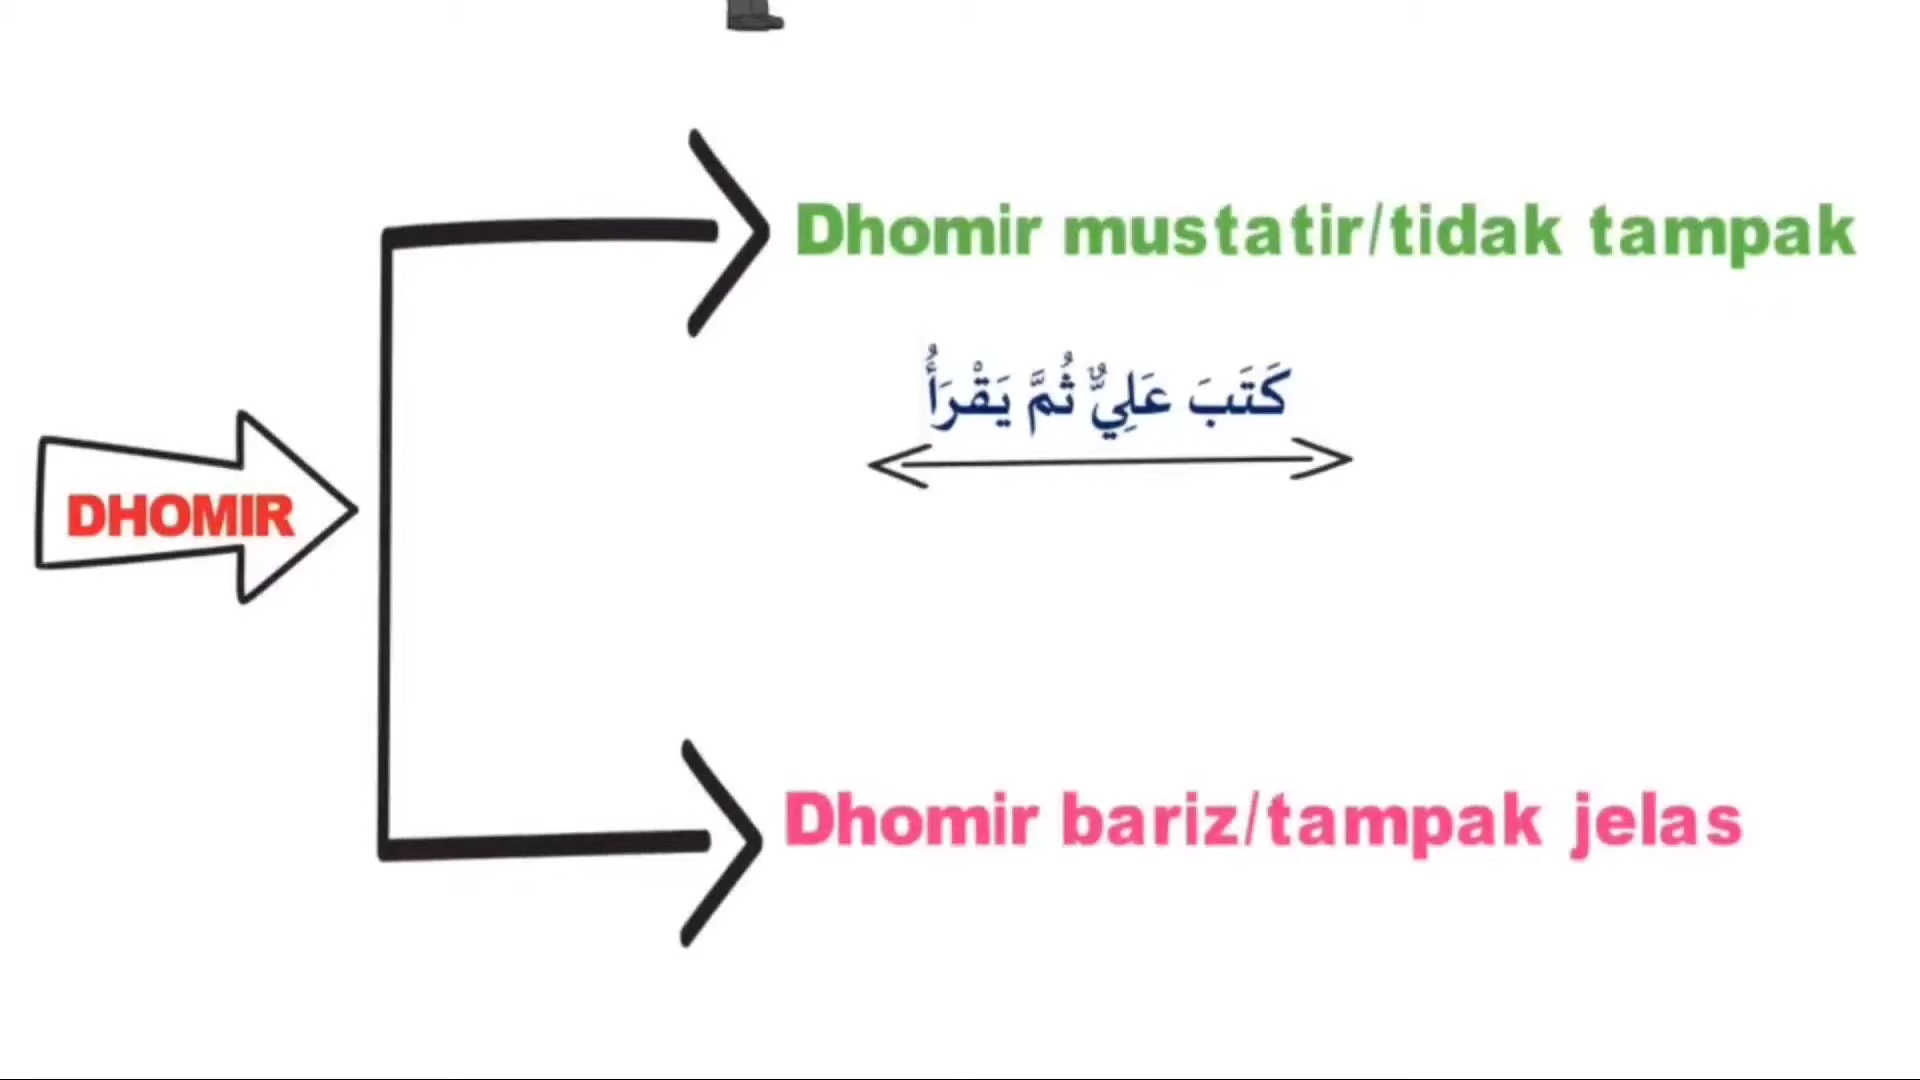 Dhomir mustatir/tidak tampak
كَتَبَ عَلِيٌّ ثُمَّ يَقْرَأُ
DHOMIR
Dhomir bariz/tampak jelas